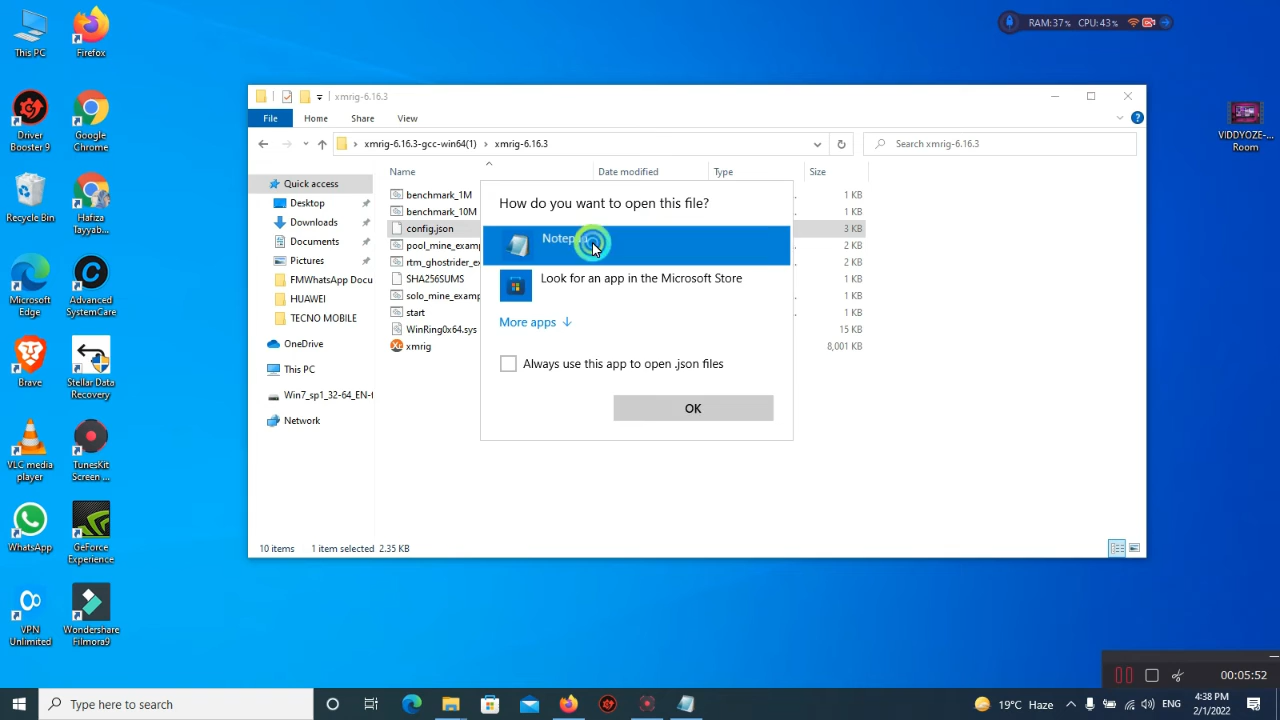 This PC
Firefox
Driver
Booster 9
Google
Chrome
Recycle Bin
Hafiza
Tayyab...
Microsoft
Edge
Advanced
SystemCare
Brave
Stellar Data
Recovery
VLC media
player
TunesKit
Screen ...
WhatsApp
GeForce
Experience
VPN
Unlimited
Wondershare
Filmora9
RAM:37% CPU:43%
VIDDYOZE-...
Room
xmrig-6.16.3
File Home Share View
xmrig-6.16.3-gcc-win64(1) xmrig-6.16.3
Search xmrig-6.16.3
Name Date modified Type Size
Quick access
Desktop
Downloads
Documents
Pictures
FMWhatsApp Docu
HUAWEI
TECNO MOBILE
OneDrive
This PC
Win7_sp1_32-64_EN-t
Network
benchmark_1M 1 KB
benchmark_10M 1 KB
config.json 3 KB
pool_mine_examp 2 KB
rtm_ghostrider_ex 2 KB
SHA256SUMS 1 KB
solo_mine_examp 1 KB
start 1 KB
WinRing0x64.sys 15 KB
xmrig 8,001 KB
How do you want to open this file?
Look for an app in the Microsoft Store
More apps
Always use this app to open .json files
OK
10 items 1 item selected 2.35 KB
00:05:52
Type here to search
19°C Haze
ENG
4:38 PM
2/1/2022